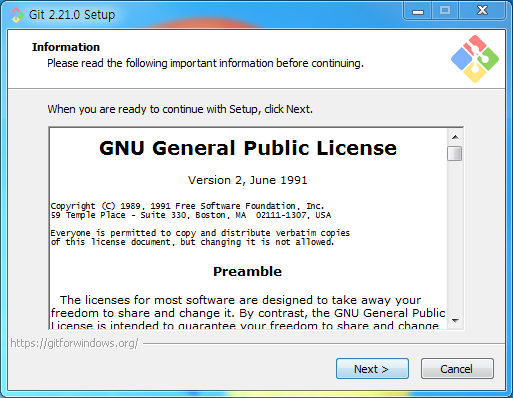 Git 2.21.0 Setup
Information
Please read the following important information before continuing.
When you are ready to continue with Setup, click Next.
GNU General Public License
Version 2, June 1991
Copyright (C) 1989, 1991 Free Software Foundation, Inc.
59 Temple Place - Suite 330, Boston, MA  02111-1307, USA
Everyone is permitted to copy and distribute verbatim copies
of this license document, but changing it is not allowed.
Preamble
The licenses for most software are designed to take away your
freedom to share and change it. By contrast, the GNU General Public
License is intended to guarantee your freedom to share and change
https://gitforwindows.org/
Next >
Cancel